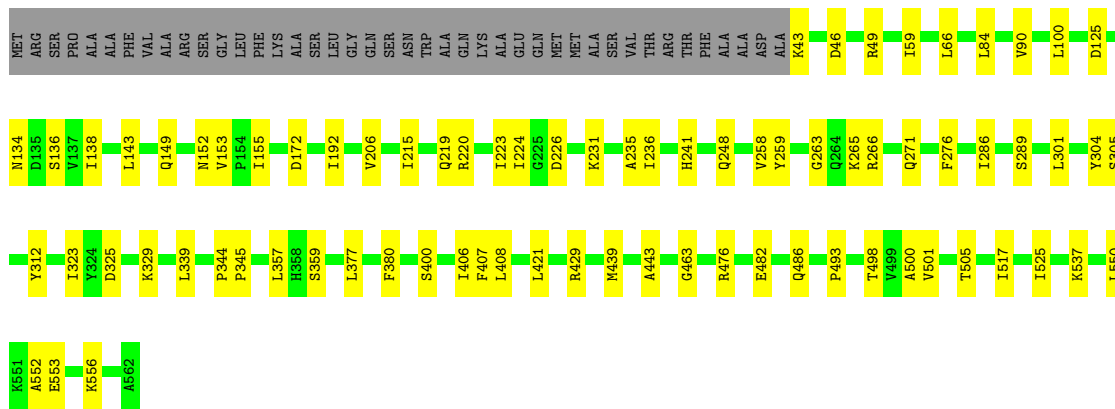 MET ARG SER PRO ALA ALA PHE VAL ALA ARG SER GLY LEU PHE LYS ALA SER LEU GLY GLN SER ASN TRP ALA GLN LYS ALA GLU GLN MET MET ALA SER VAL THR ARG THR PHE ALA ALA ASP ALA K43 D46 R49 I59 L66 L84 V90 L100 D125
N134 D135 S136 V137 I138 L143 Q149 N152 V153 P154 I155 D172 I192 V206 I215 Q219 R220 I223 I224 G225 D226 K231 A235 I236 H241 Q248 V258 Y259 G263 Q264 K265 R266 Q271 F276 I286 S289 L301 Y304
Y312 I323 Y324 D325 K329 L339 P344 P345 L357 H358 S359 L377 F380 S400 I406 F407 L408 L421 R429 M439 A443 G463 R476 E482 Q486 P493 T498 V499 A500 V501 T505 I517 I525 K537
K551 A552 E553 K556 A562